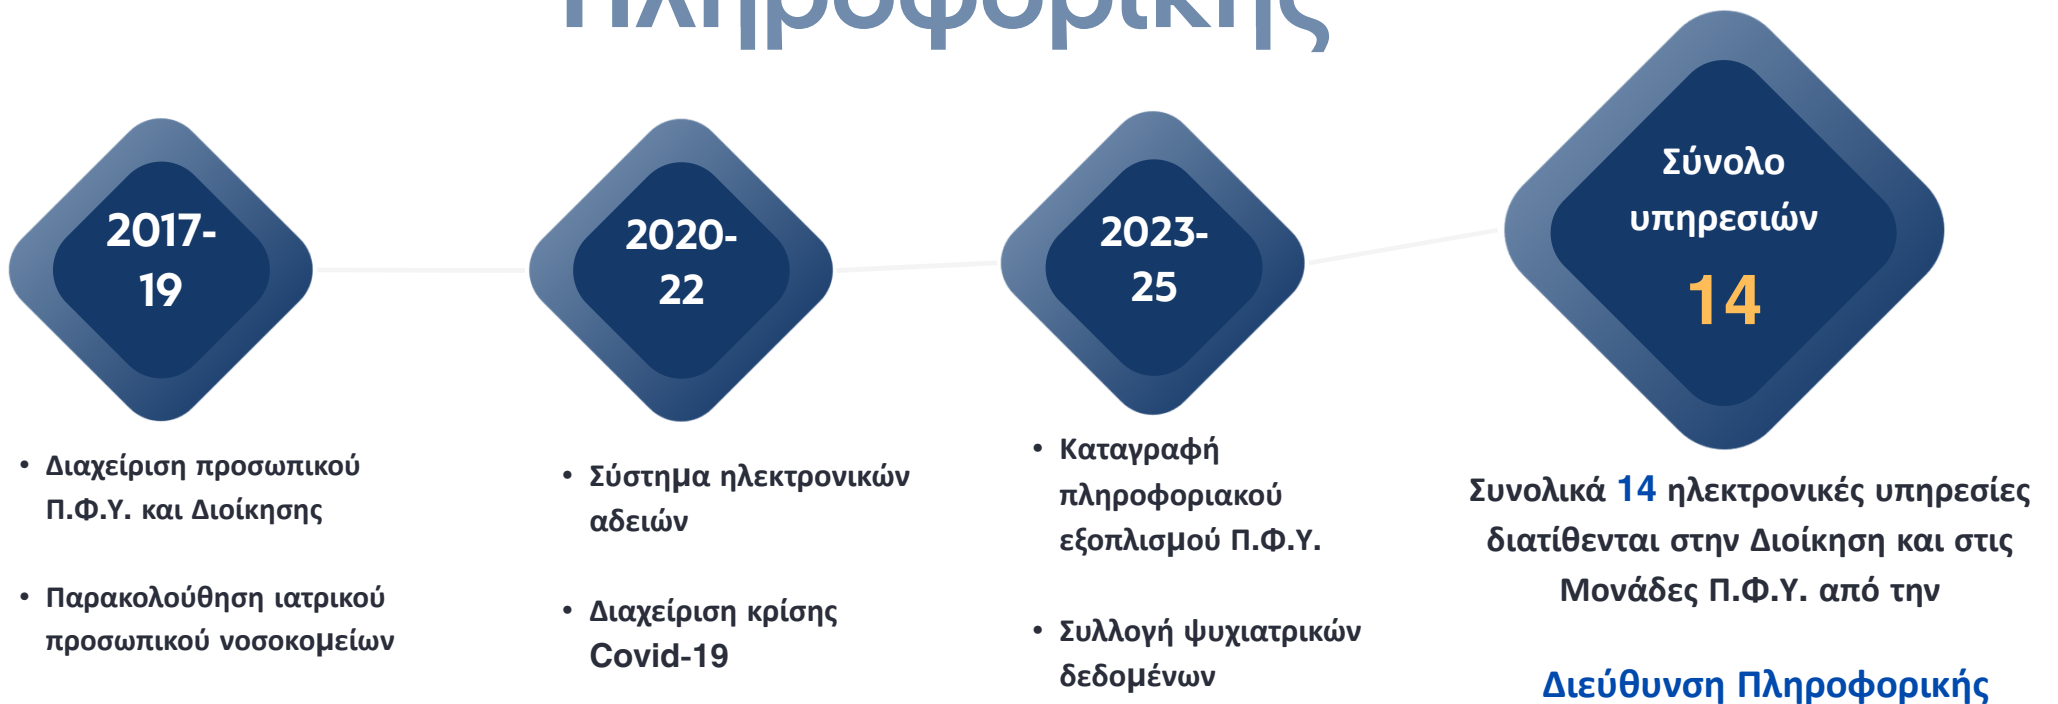 Πληροφορικής
2017-
19
2020-
22
2023-
25
Σύνολο
υπηρεσιών
14
• Διαχείριση προσωπικού
Π.Φ.Υ. και Διοίκησης
• Παρακολούθηση ιατρικού
προσωπικού νοσοκομείων
• Σύστημα ηλεκτρονικών
αδειών
• Διαχείριση κρίσης
Covid-19
• Καταγραφή
πληροφοριακού
εξοπλισμού Π.Φ.Υ.
• Συλλογή ψυχιατρικών
δεδομένων
Συνολικά 14 ηλεκτρονικές υπηρεσίες
διατίθενται στην Διοίκηση και στις
Μονάδες Π.Φ.Υ. από την
Διεύθυνση Πληροφορικής